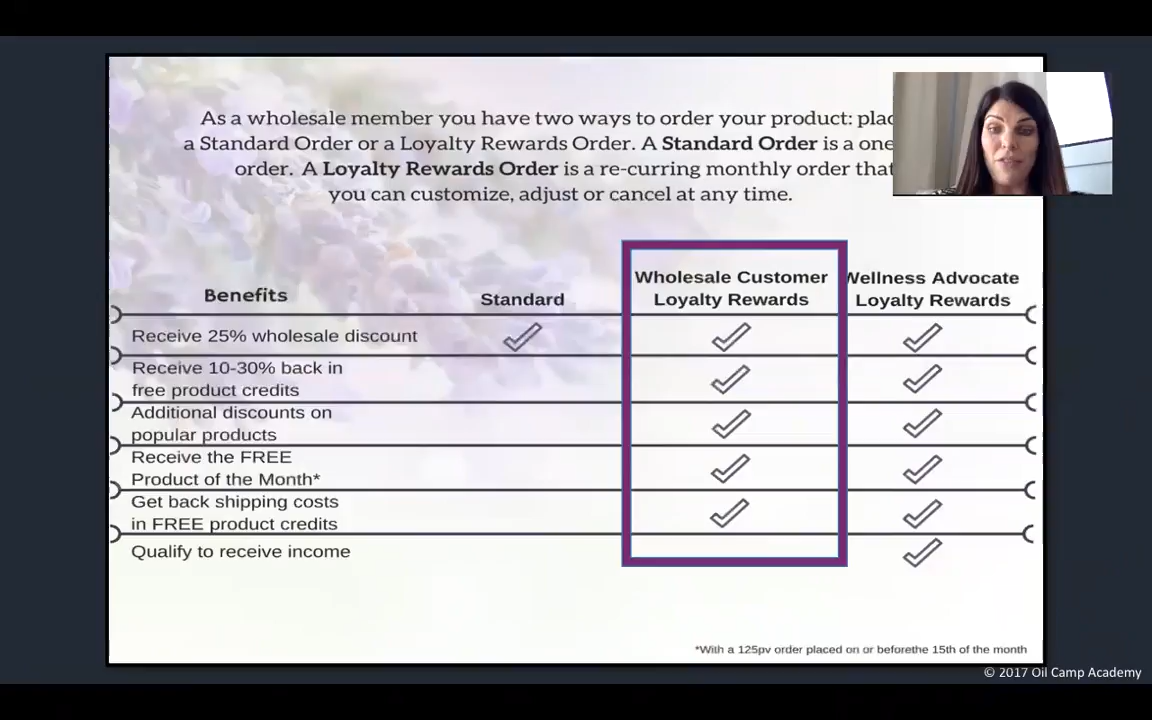 As a wholesale member you have two ways to order your product:
a Standard Order or a Loyalty Rewards Order. A Standard Order is a one
order. A Loyalty Rewards Order is a re-curring monthly order that
you can customize, adjust or cancel at any time.
Benefits
Standard
Wholesale Customer
Loyalty Rewards
Wellness Advocate
Loyalty Rewards
Receive 25% wholesale discount
Receive 10-30% back in
free product credits
Additional discounts on
popular products
Receive the FREE
Product of the Month*
Get back shipping costs
in FREE product credits
Qualify to receive income
*With a 125pv order placed on or beforethe 15th of the month
© 2017 Oil Camp Academy